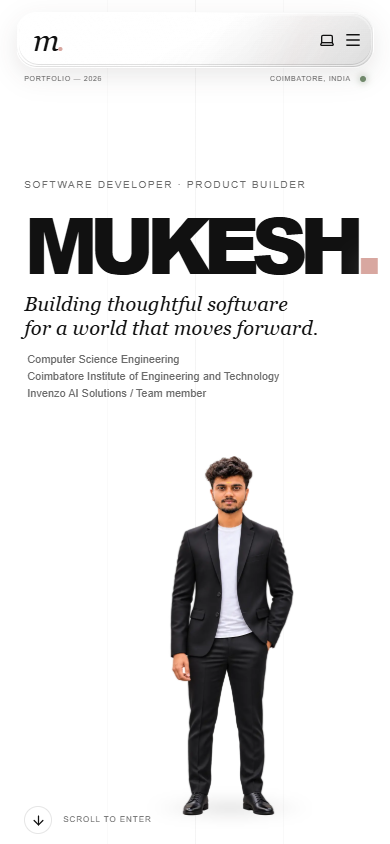 m.
PORTFOLIO — 2026
COIMBATORE, INDIA
SOFTWARE DEVELOPER · PRODUCT BUILDER
MUKESH.
Building thoughtful software
for a world that moves forward.
Computer Science Engineering
Coimbatore Institute of Engineering and Technology
Invenzo AI Solutions / Team member
SCROLL TO ENTER